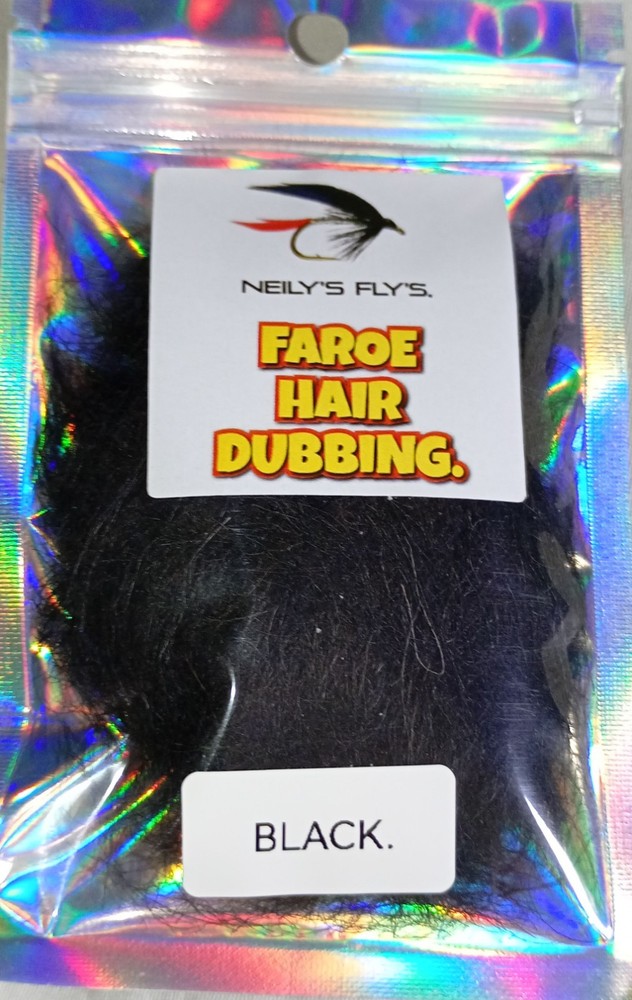 NEILY'S FLY'S.
FAROE
HAIR
DUBBING.
BLACK.